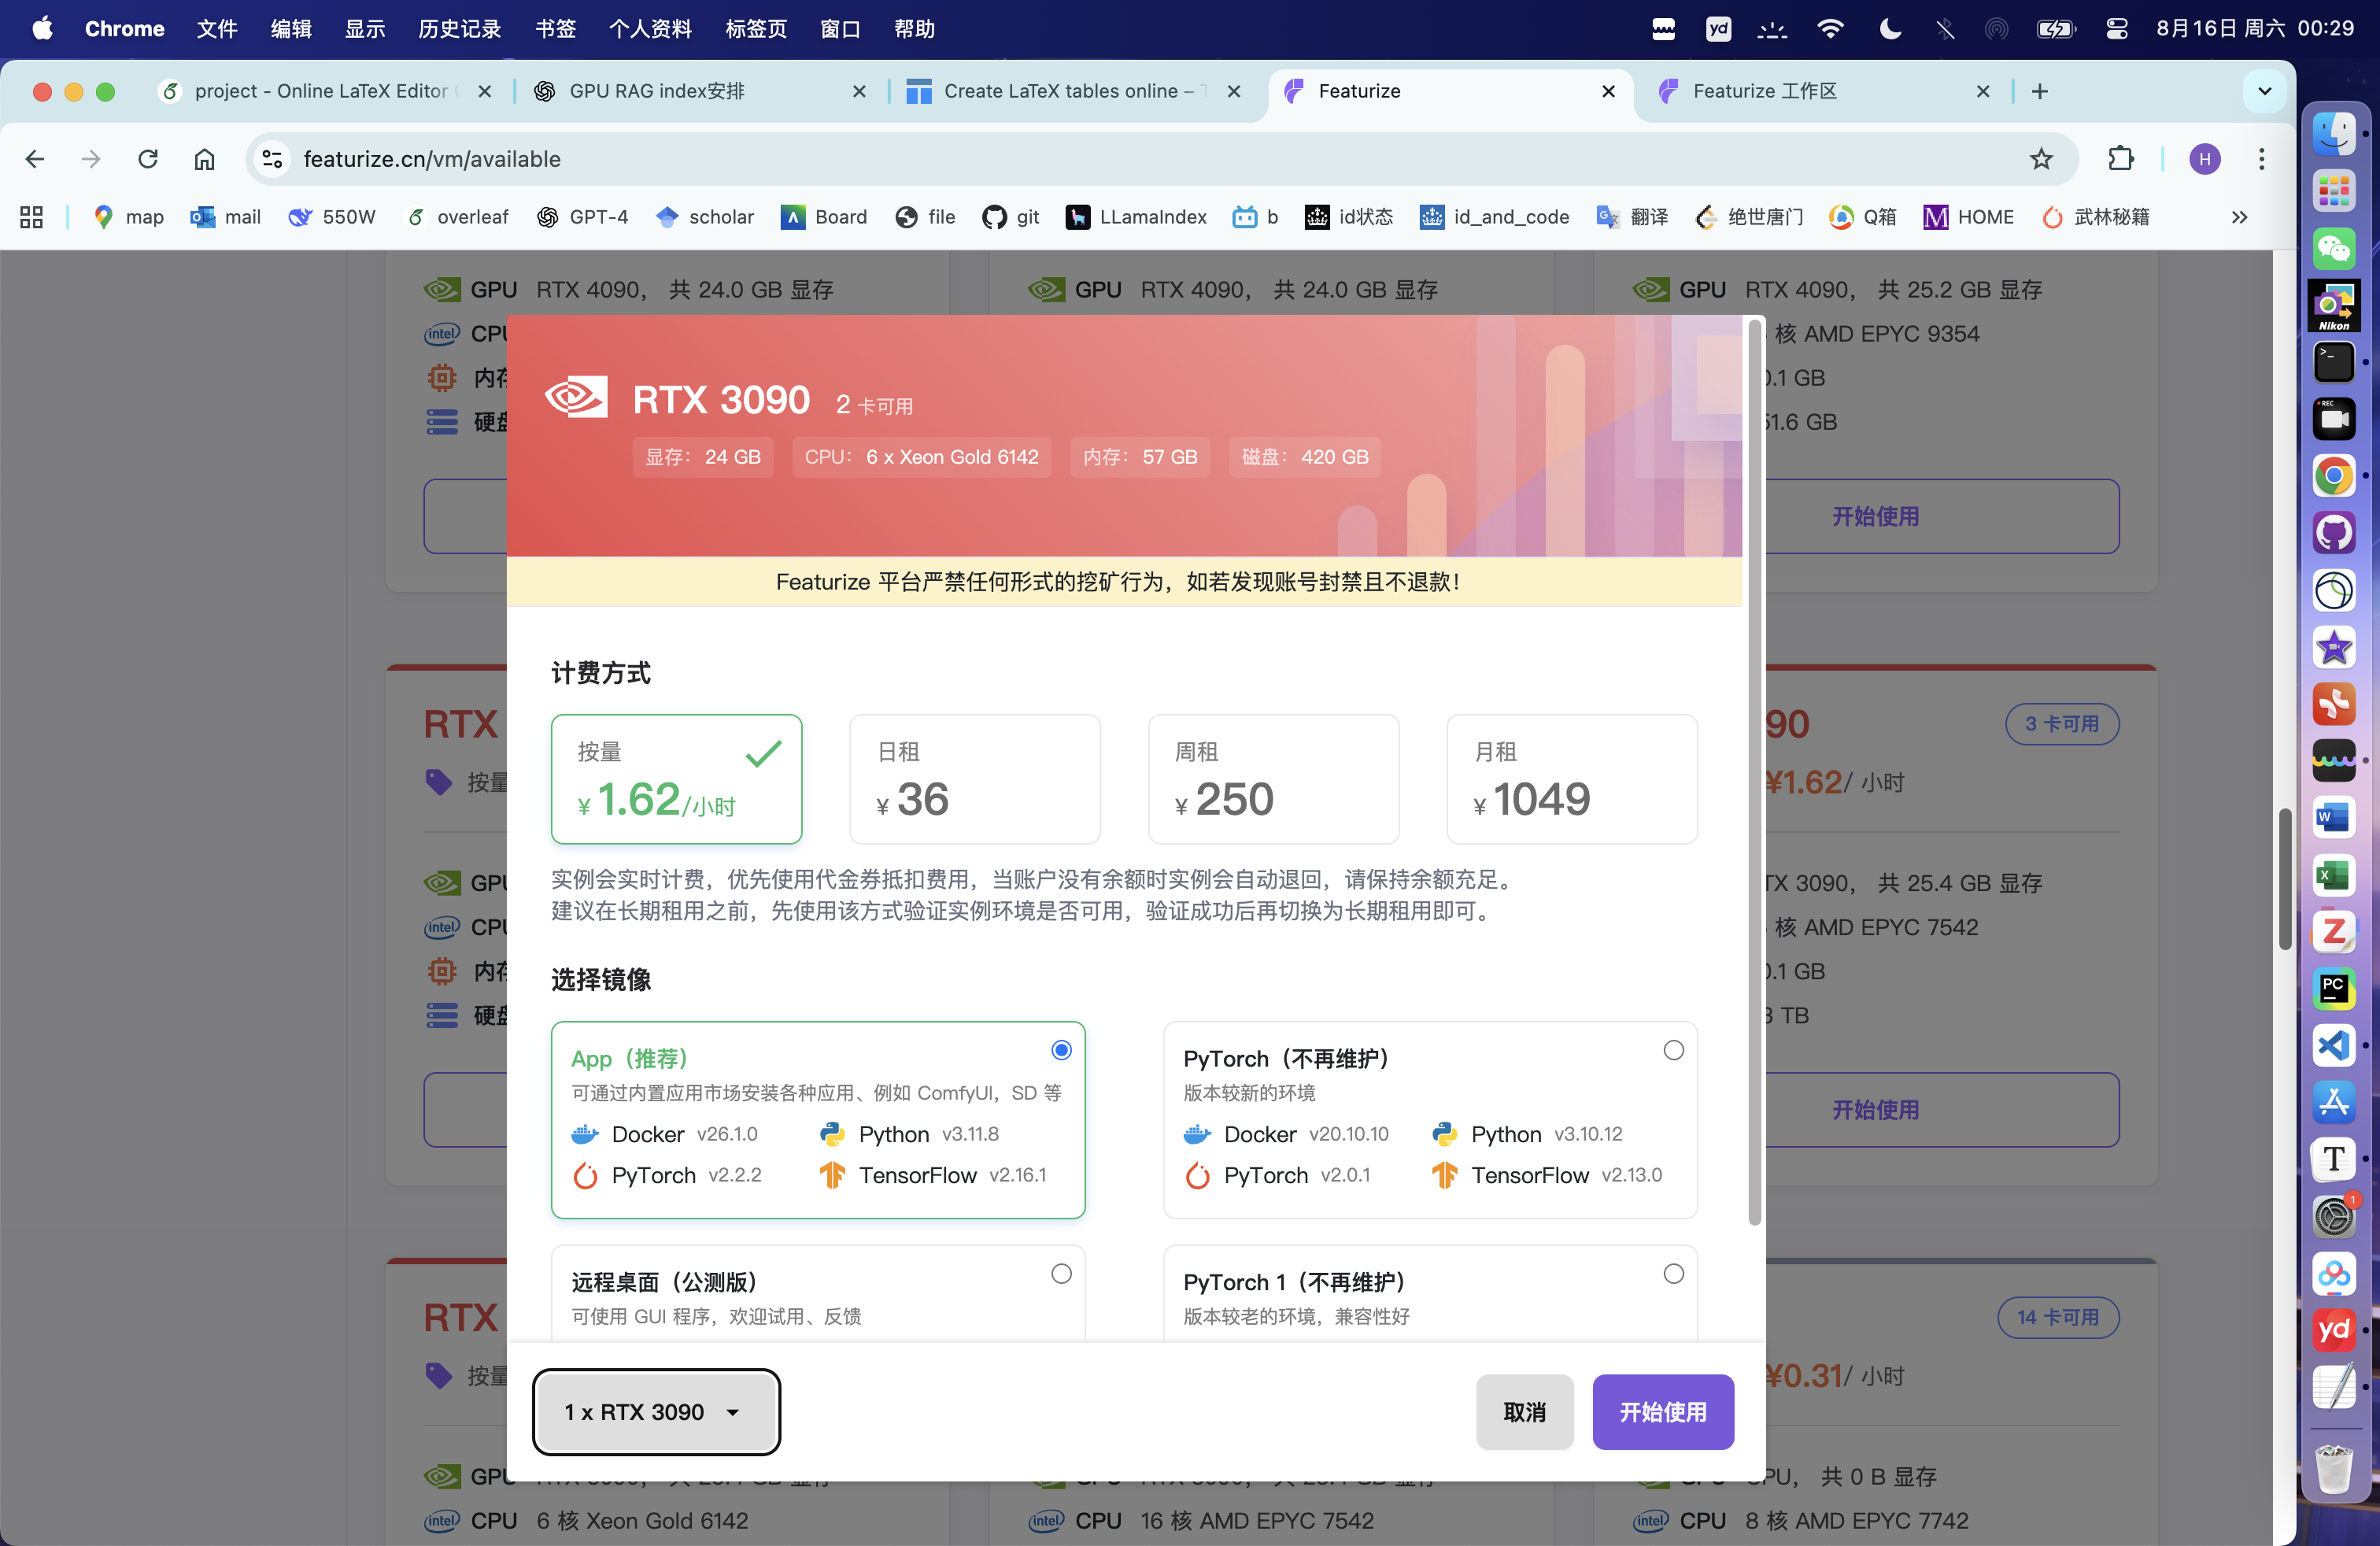 Chrome 文件 编辑 显示 历史记录 书签 个人资料 标签页 窗口 帮助 yd 8月16日 周六 00:29
project - Online LaTeX Editor
GPU RAG index安排
Create LaTeX tables online –
Featurize
Featurize 工作区
featurize.cn/vm/available
H
map mail 550W overleaf GPT-4 scholar Board file git LLamaIndex b id状态 id_and_code 翻译 绝世唐门 Q箱 HOME 武林秘籍
GPU RTX 4090， 共 24.0 GB 显存
GPU RTX 4090， 共 24.0 GB 显存
GPU RTX 4090， 共 25.2 GB 显存
核 AMD EPYC 9354
开始使用
RTX 3090 2 卡可用
显存： 24 GB CPU： 6 x Xeon Gold 6142 内存： 57 GB 磁盘： 420 GB
Featurize 平台严禁任何形式的挖矿行为，如若发现账号封禁且不退款！
计费方式
按量
¥ 1.62/小时
日租
¥ 36
周租
¥ 250
月租
¥ 1049
实例会实时计费，优先使用代金券抵扣费用，当账户没有余额时实例会自动退回，请保持余额充足。
建议在长期租用之前，先使用该方式验证实例环境是否可用，验证成功后再切换为长期租用即可。
选择镜像
App（推荐）
可通过内置应用市场安装各种应用、例如 ComfyUI，SD 等
Docker v26.1.0 Python v3.11.8
PyTorch v2.2.2 TensorFlow v2.16.1
PyTorch（不再维护）
版本较新的环境
Docker v20.10.10 Python v3.10.12
PyTorch v2.0.1 TensorFlow v2.13.0
远程桌面（公测版）
可使用 GUI 程序，欢迎试用、反馈
PyTorch 1（不再维护）
版本较老的环境，兼容性好
1 x RTX 3090
取消
开始使用
RTX
按量
GPU
CPU
内存
硬盘
3 卡可用
¥1.62/ 小时
RTX 3090， 共 25.4 GB 显存
核 AMD EPYC 7542
开始使用
RTX
按量
14 卡可用
¥0.31/ 小时
GPU
CPU 6 核 Xeon Gold 6142
CPU 16 核 AMD EPYC 7542
共 0 B 显存
CPU 8 核 AMD EPYC 7742
Nikon
REC
W
X
Z
PC
T
1
yd